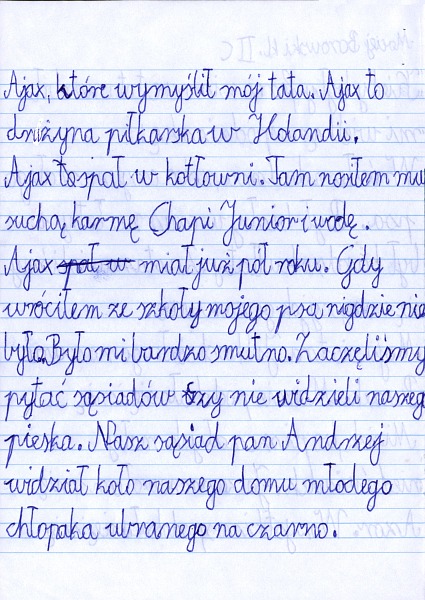 Ajax, które wymyślił mój tata. Ajax to
drużyna piłkarska w Holandii.
Ajax spał w kotłowni. Tam nosiłem mu
suchą karmę Chapi Junior i wodę.
Ajax spał w miał już pół roku. Gdy
wróciłem ze szkoły mojego psa nigdzie nie
było. Było mi bardzo smutno. Zaczęliśmy
pytać sąsiadów czy nie widzieli naszeg
pieska. Nasz sąsiad pan Andrzej
widział koło naszego domu młodego
chłopaka ubranego na czarno.